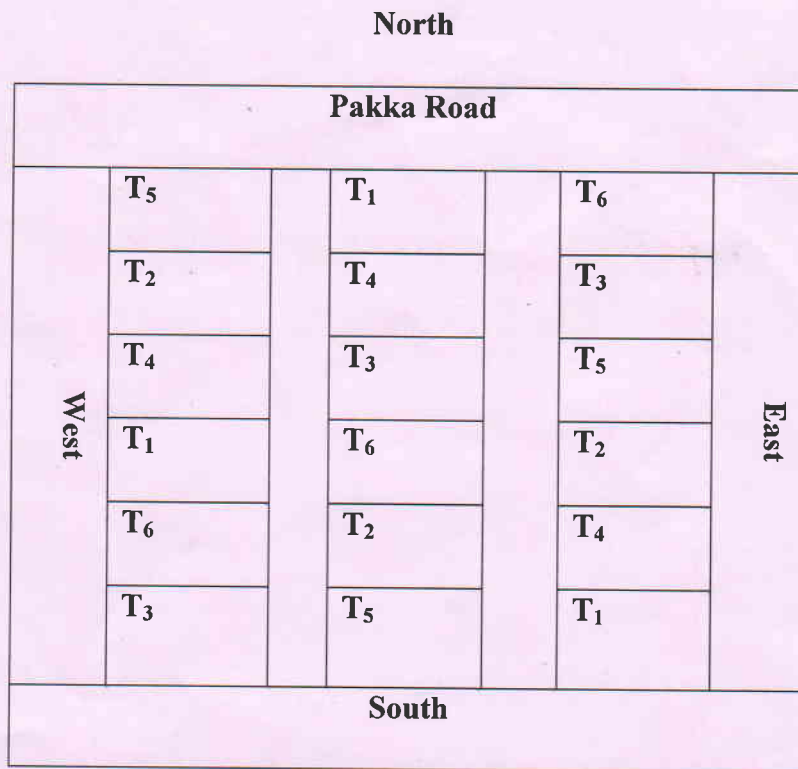 North
Pakka Road
T₅ T₁ T₆
T₂ T₄ T₃
T₄ T₃ T₅
West
East
T₁ T₆ T₂
T₆ T₂ T₄
T₃ T₅ T₁
South